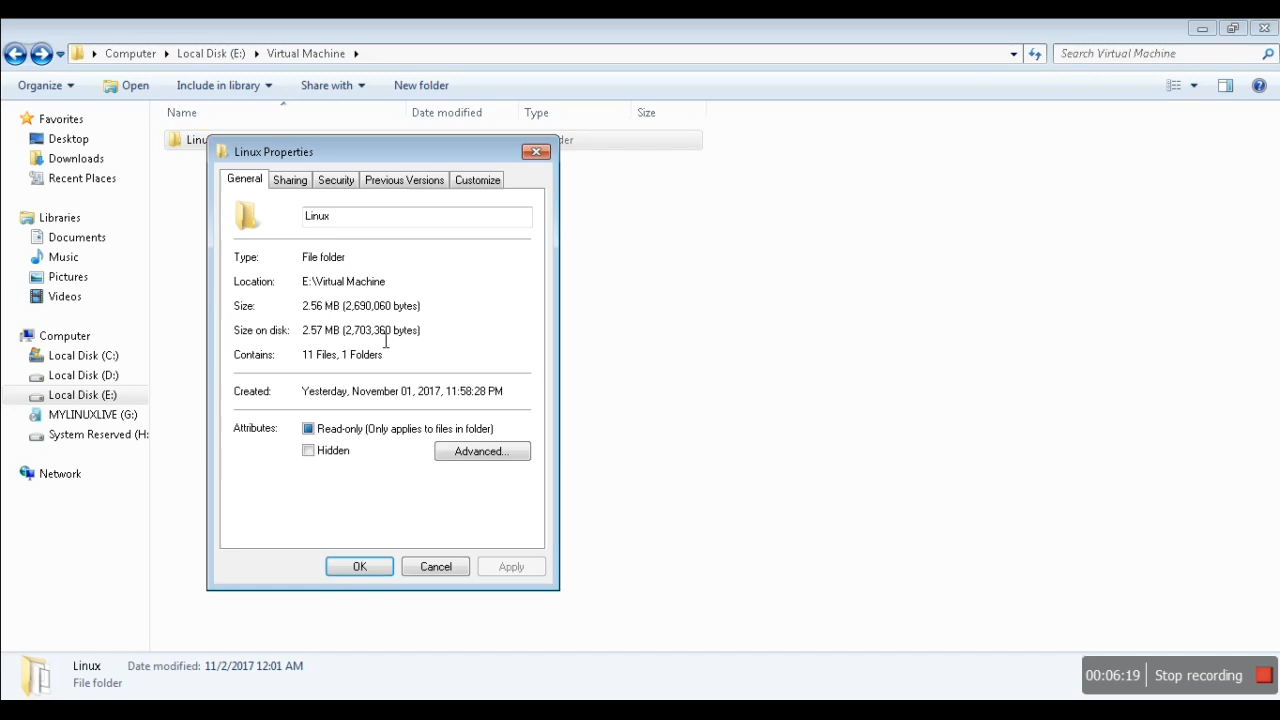 Computer Local Disk (E:) Virtual Machine
Search Virtual Machine
Organize Open Include in library Share with New folder
Favorites
Desktop
Downloads
Recent Places
Libraries
Documents
Music
Pictures
Videos
Computer
Local Disk (C:)
Local Disk (D:)
Local Disk (E:)
MYLINUXLIVE (G:)
System Reserved (H:
Network
Name Date modified Type Size
Linu der
Linux Properties
General Sharing Security Previous Versions Customize
Linux
Type: File folder
Location: E:\Virtual Machine
Size: 2.56 MB (2,690,060 bytes)
Size on disk: 2.57 MB (2,703,360 bytes)
Contains: 11 Files, 1 Folders
Created: Yesterday, November 01, 2017, 11:58:28 PM
Attributes: Read-only (Only applies to files in folder)
Hidden Advanced...
OK Cancel Apply
Linux Date modified: 11/2/2017 12:01 AM
File folder
00:06:19 Stop recording